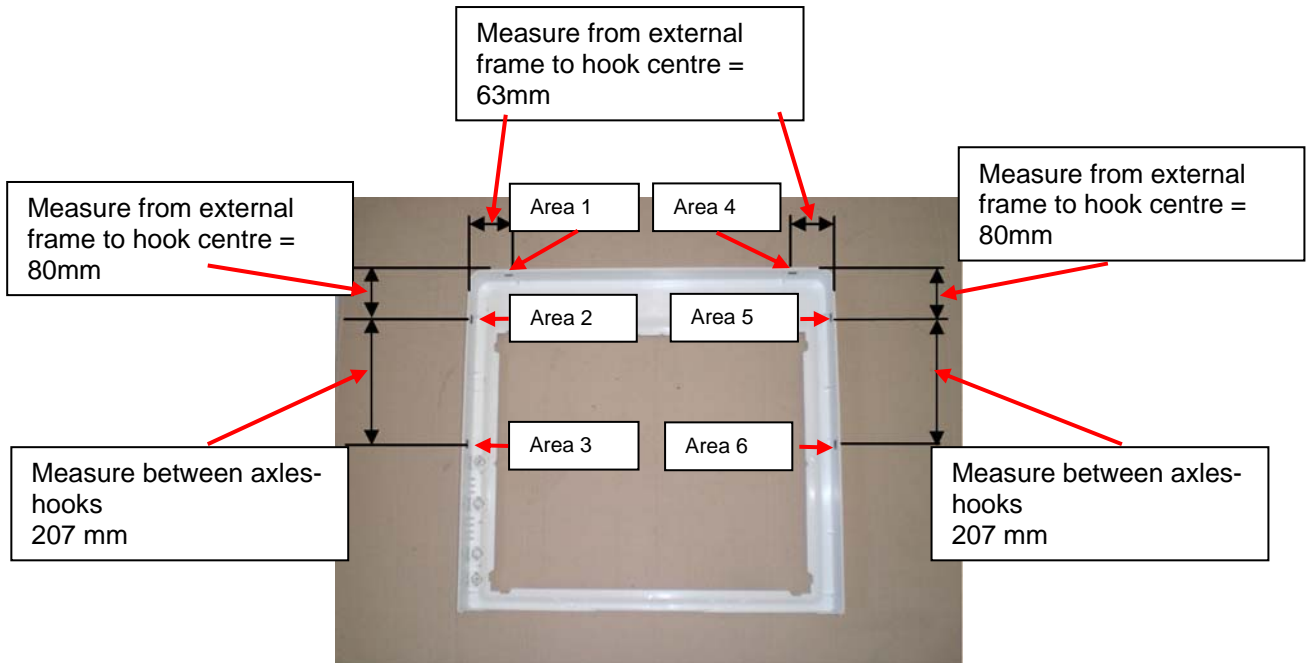 Measure from external
frame to hook centre =
63mm
Measure from external
frame to hook centre =
80mm
Area 1
Area 4
Measure from external
frame to hook centre =
80mm
Area 2
Area 5
Area 3
Area 6
Measure between axles-
hooks
207 mm
Measure between axles-
hooks
207 mm